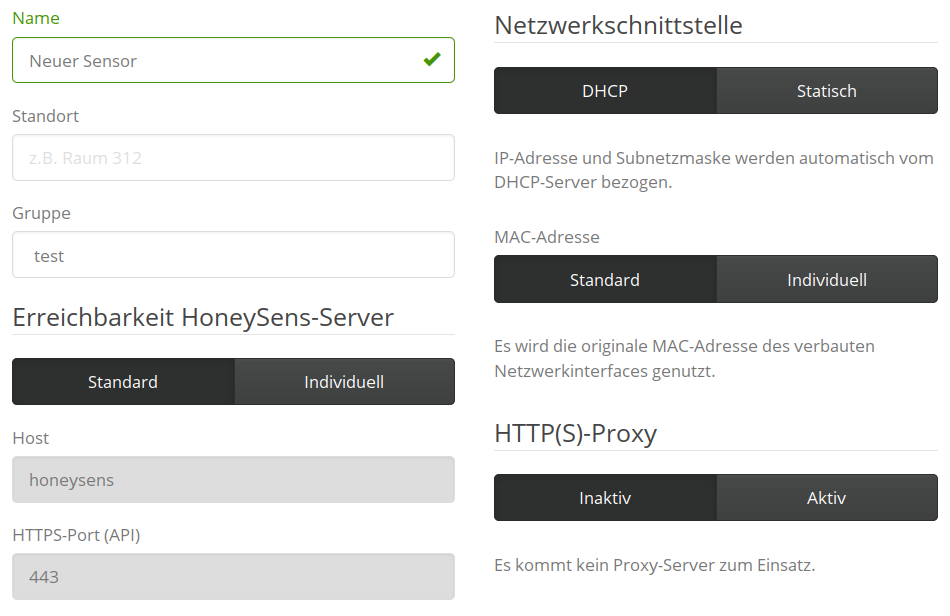 Name
Neuer Sensor
Standort
z.B. Raum 312
Gruppe
test
Erreichbarkeit HoneySens-Server
Standard
Individuell
Host
honeysens
HTTPS-Port (API)
443
Netzwerkschnittstelle
DHCP
Statisch
IP-Adresse und Subnetzmaske werden automatisch vom
DHCP-Server bezogen.
MAC-Adresse
Standard
Individuell
Es wird die originale MAC-Adresse des verbauten
Netzwerkinterfaces genutzt.
HTTP(S)-Proxy
Inaktiv
Aktiv
Es kommt kein Proxy-Server zum Einsatz.